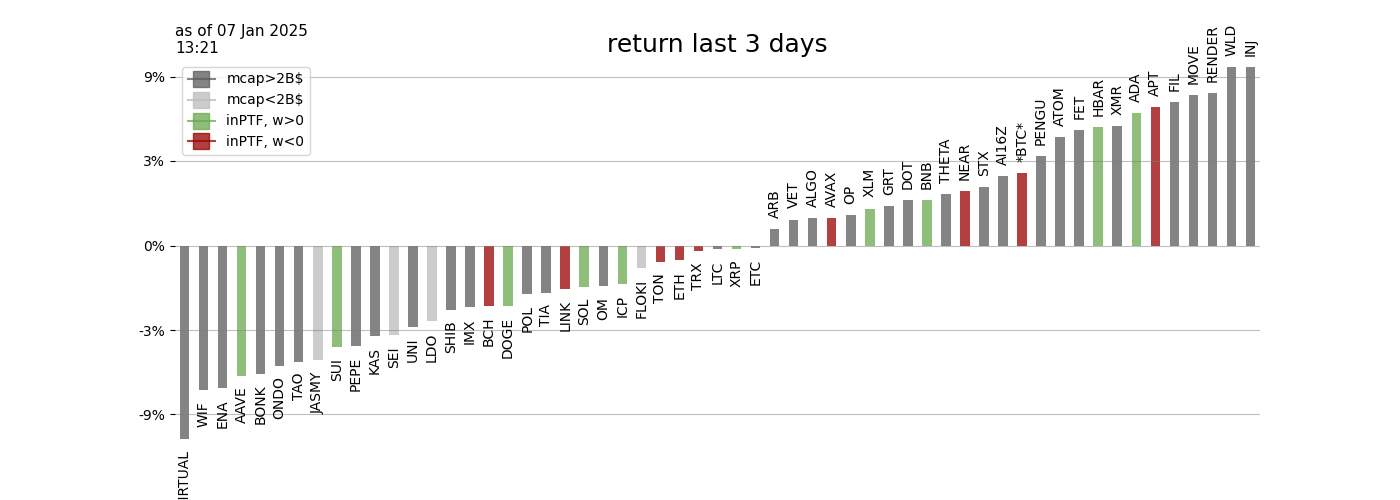 as of 07 Jan 2025
13:21
return last 3 days
mcap>2B$
mcap<2B$
inPTF, w>0
inPTF, w<0
9%
3%
0%
-3%
-9%
IRTUAL
WIF
ENA
AAVE
BONK
ONDO
TAO
JASMY
SUI
PEPE
KAS
SEI
UNI
LDO
SHIB
IMX
BCH
DOGE
POL
TIA
LINK
SOL
OM
ICP
FLOKI
TON
ETH
TRX
LTC
XRP
ETC
ARB
VET
ALGO
AVAX
OP
XLM
GRT
DOT
BNB
THETA
NEAR
STX
AI16Z
*BTC*
PENGU
ATOM
FET
HBAR
XMR
ADA
APT
FIL
MOVE
RENDER
WLD
INJ